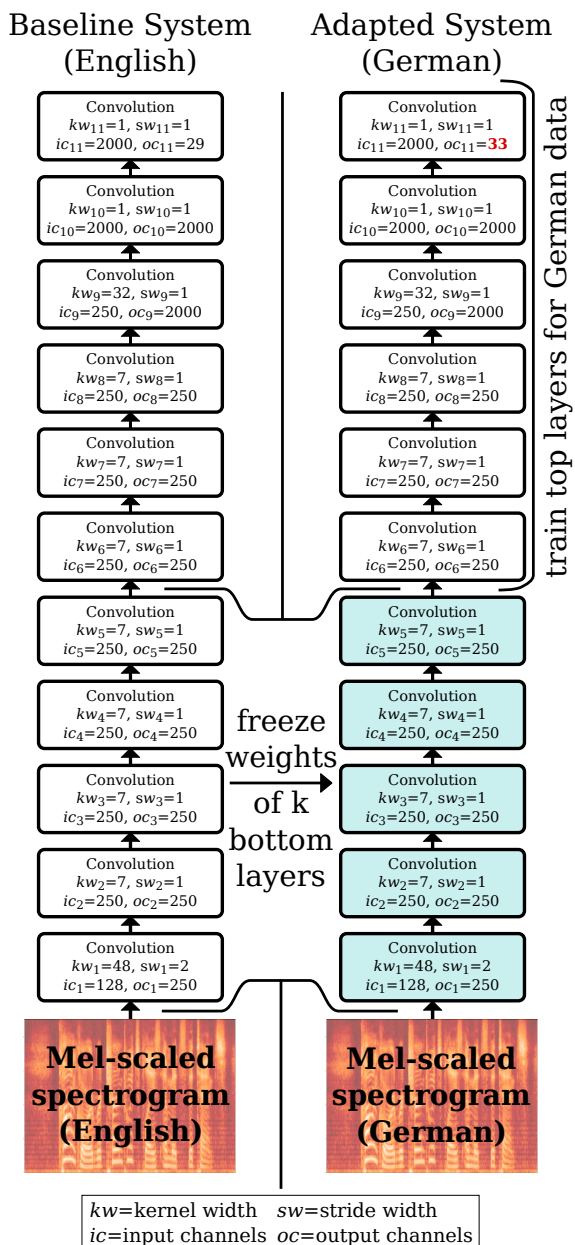 Baseline System
(English)
Convolution
kw₁₁=1, sw₁₁=1
ic₁₁=2000, oc₁₁=29
Convolution
kw₁₀=1, sw₁₀=1
ic₁₀=2000, oc₁₀=2000
Convolution
kw₉=32, sw₉=1
ic₉=250, oc₉=2000
Convolution
kw₈=7, sw₈=1
ic₈=250, oc₈=250
Convolution
kw₇=7, sw₇=1
ic₇=250, oc₇=250
Convolution
kw₆=7, sw₆=1
ic₆=250, oc₆=250
Convolution
kw₅=7, sw₅=1
ic₅=250, oc₅=250
Convolution
kw₄=7, sw₄=1
ic₄=250, oc₄=250
Convolution
kw₃=7, sw₃=1
ic₃=250, oc₃=250
Convolution
kw₂=7, sw₂=1
ic₂=250, oc₂=250
Convolution
kw₁=48, sw₁=2
ic₁=128, oc₁=250
Mel-scaled
spectrogram
(English)
freeze
weights
of k
bottom
layers
Adapted System
(German)
Convolution
kw₁₁=1, sw₁₁=1
ic₁₁=2000, oc₁₁=33
Convolution
kw₁₀=1, sw₁₀=1
ic₁₀=2000, oc₁₀=2000
Convolution
kw₉=32, sw₉=1
ic₉=250, oc₉=2000
Convolution
kw₈=7, sw₈=1
ic₈=250, oc₈=250
Convolution
kw₇=7, sw₇=1
ic₇=250, oc₇=250
Convolution
kw₆=7, sw₆=1
ic₆=250, oc₆=250
Convolution
kw₅=7, sw₅=1
ic₅=250, oc₅=250
Convolution
kw₄=7, sw₄=1
ic₄=250, oc₄=250
Convolution
kw₃=7, sw₃=1
ic₃=250, oc₃=250
Convolution
kw₂=7, sw₂=1
ic₂=250, oc₂=250
Convolution
kw₁=48, sw₁=2
ic₁=128, oc₁=250
Mel-scaled
spectrogram
(German)
train top layers for German data
kw=kernel width sw=stride width
ic=input channels oc=output channels